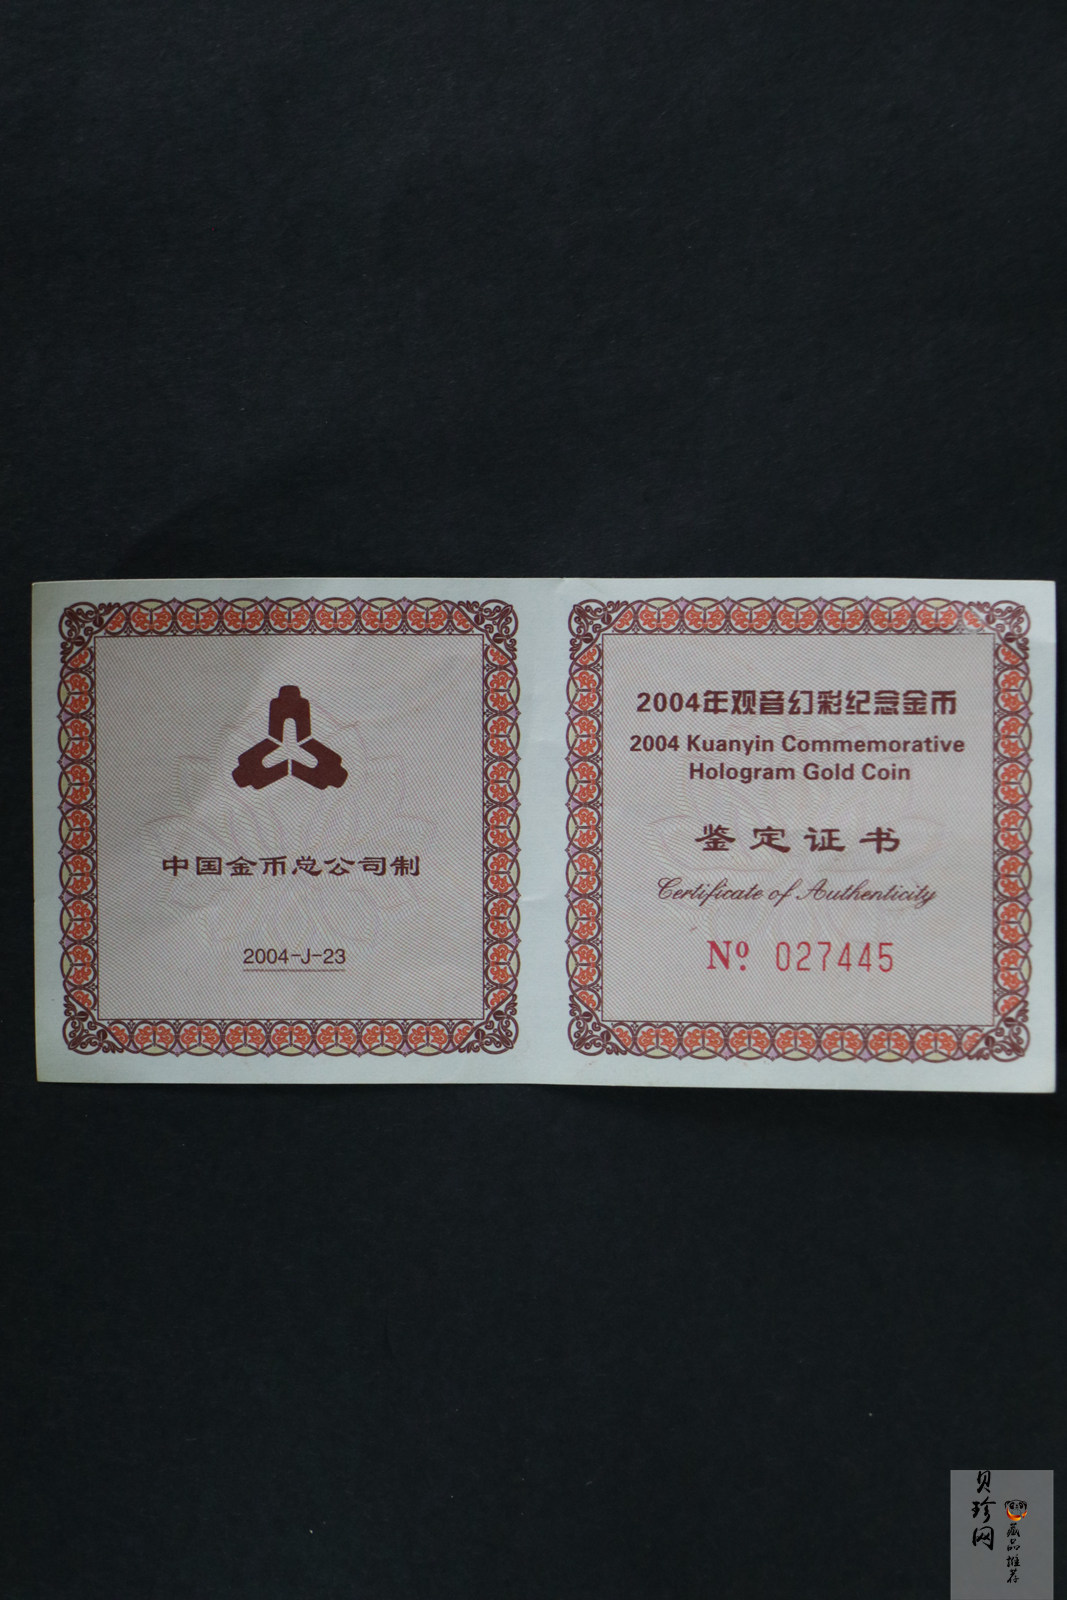 中国金币总公司制
2004-J-23
2004年观音幻彩纪念金币
2004 Kuanyin Commemorative
Hologram Gold Coin
鉴定证书
Certificate of Authenticity
Nº 027445
贝珍网
藏品推荐